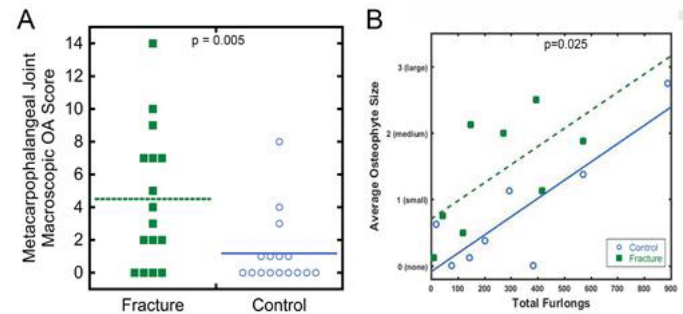 A
Metacarpophalangeal Joint
Macroscopic OA Score
14
12
10
8
6
4
2
0
p = 0.005
Fracture
Control
B
Average Osteophyte Size
3 (large)
2 (medium)
1 (small)
0 (none)
p=0.025
Control
Fracture
0 100 200 300 400 500 600 700 800 900
Total Furlongs